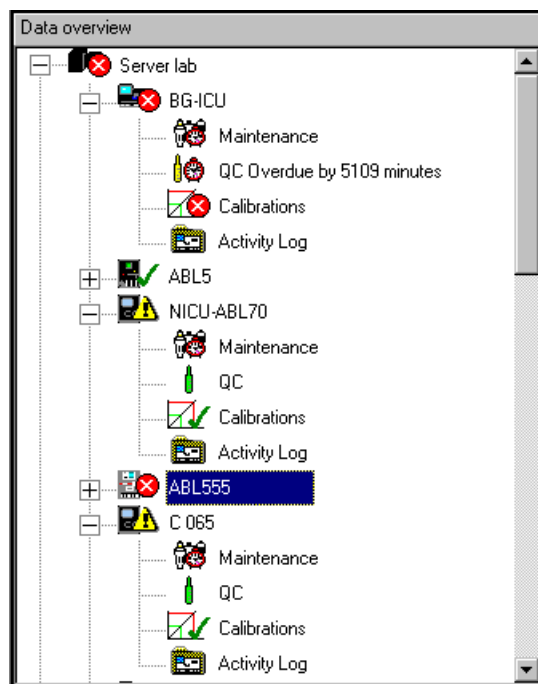 Data overview
Server lab
BG-ICU
Maintenance
QC Overdue by 5109 minutes
Calibrations
Activity Log
ABL5
NICU-ABL70
Maintenance
QC
Calibrations
Activity Log
ABL555
C 065
Maintenance
QC
Calibrations
Activity Log